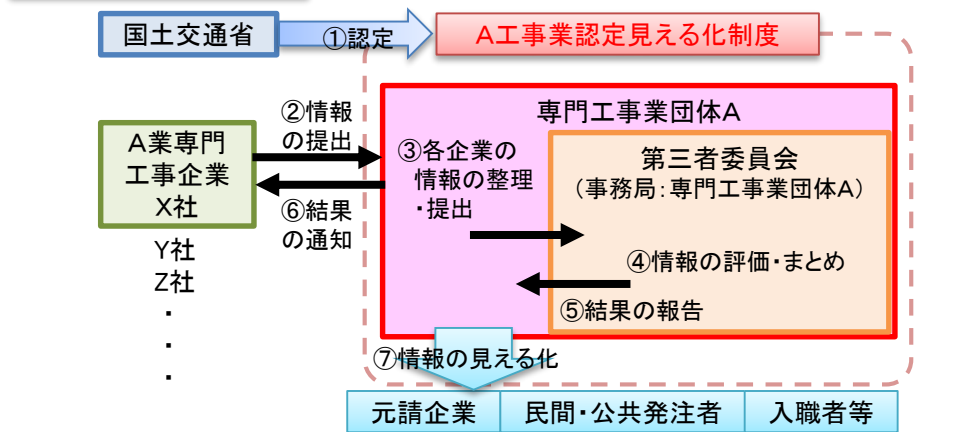 国土交通省
①認定
A工事業認定見える化制度
専門工事業団体A
②情報
の提出
A業専門
工事企業
X社
③各企業の
情報の整理
・提出
第三者委員会
（事務局：専門工事業団体A）
⑥結果
の通知
Y社
Z社
・
・
・
④情報の評価・まとめ
⑤結果の報告
⑦情報の見える化
元請企業
民間・公共発注者
入職者等